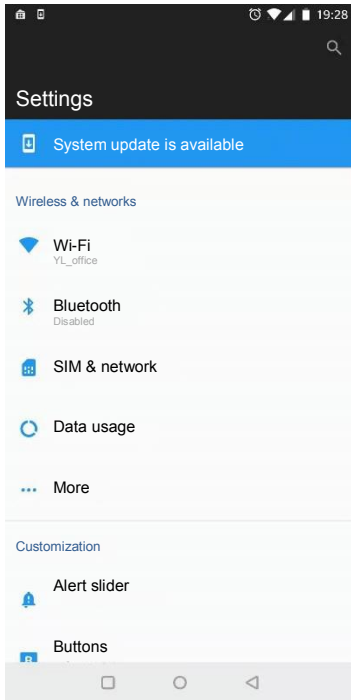 19:28
Settings
System update is available
Wireless & networks
Wi-Fi
YL_office
Bluetooth
Disabled
SIM & network
Data usage
More
Customization
Alert slider
Buttons